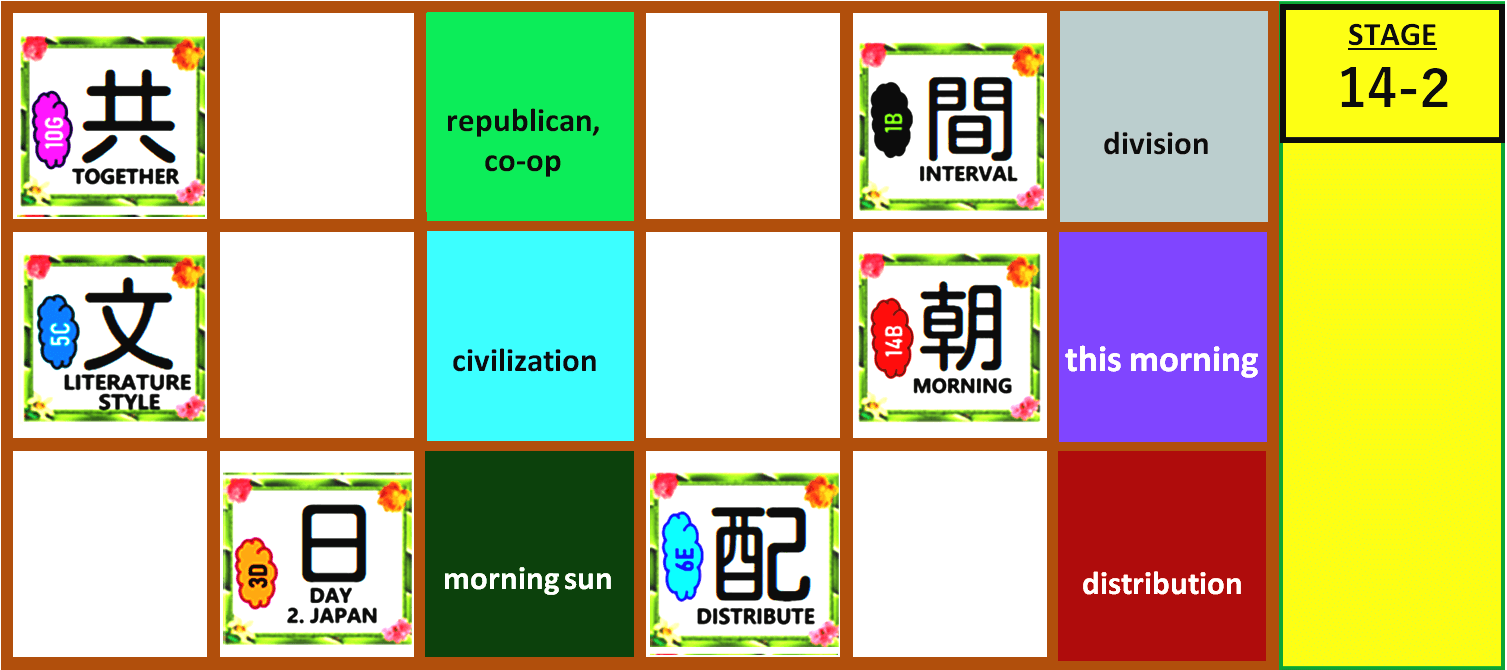 10G
共
TOGETHER
republican,
co-op
1B
間
INTERVAL
division
STAGE
14-2
5C
文
LITERATURE
STYLE
civilization
14B
朝
MORNING
this morning
3D
日
DAY
2. JAPAN
morning sun
6E
配
DISTRIBUTE
distribution